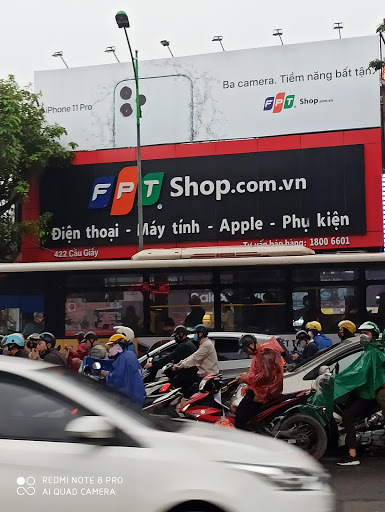 iPhone 11 Pro
Ba camera. Tiềm năng bất tận.
FPT Shop.com.vn
FPT Shop.com.vn
Điện thoại - Máy tính - Apple - Phụ kiện
422 Cầu Giấy
Tư vấn bán hàng: 1800 6601
REDMI NOTE 8 PRO
AI QUAD CAMERA